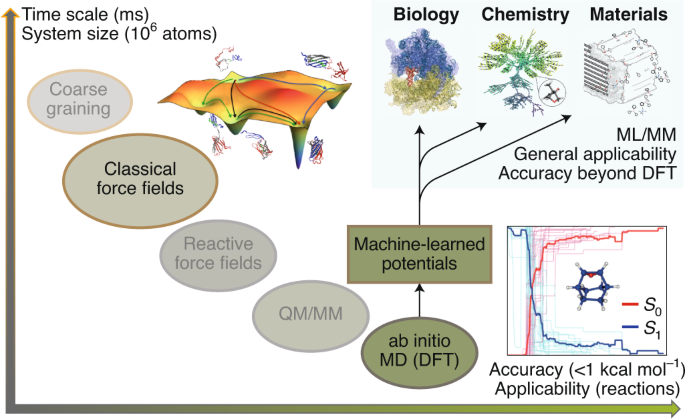 Time scale (ms)
System size (10⁶ atoms)
Biology
Chemistry
Materials
Coarse
graining
Classical
force fields
Reactive
force fields
QM/MM
ab initio
MD (DFT)
Machine-learned
potentials
ML/MM
General applicability
Accuracy beyond DFT
S₀
S₁
Accuracy (<1 kcal mol⁻¹)
Applicability (reactions)